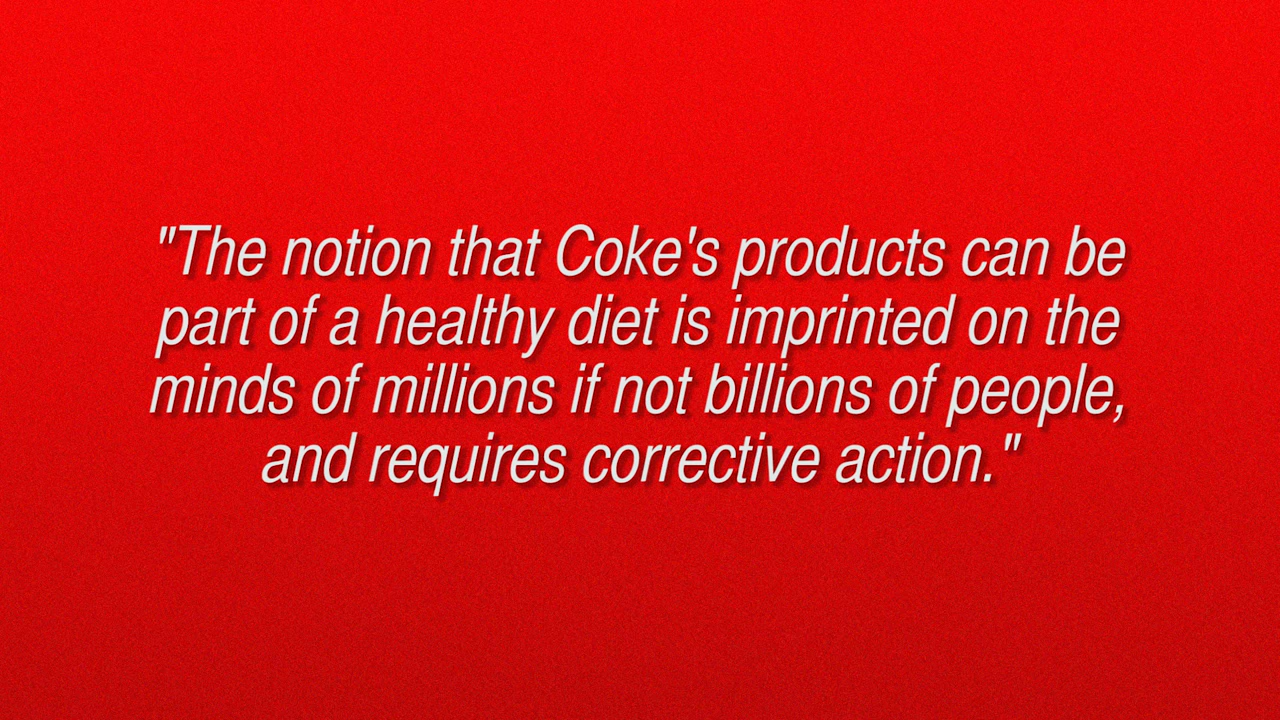 "The notion that Coke's products can be
part of a healthy diet is imprinted on the
minds of millions if not billions of people,
and requires corrective action."